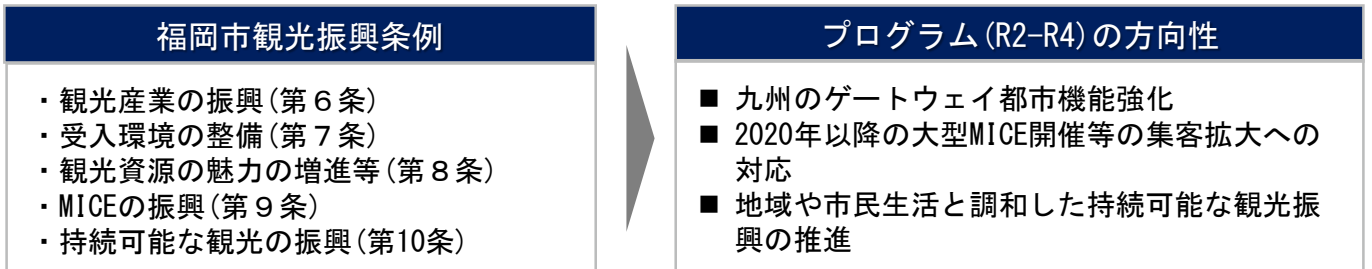 福岡市観光振興条例
・観光産業の振興(第６条)
・受入環境の整備(第７条)
・観光資源の魅力の増進等(第８条)
・MICEの振興(第９条)
・持続可能な観光の振興(第10条)
プログラム(R2-R4)の方向性
■ 九州のゲートウェイ都市機能強化
■ 2020年以降の大型MICE開催等の集客拡大への
対応
■ 地域や市民生活と調和した持続可能な観光振
興の推進